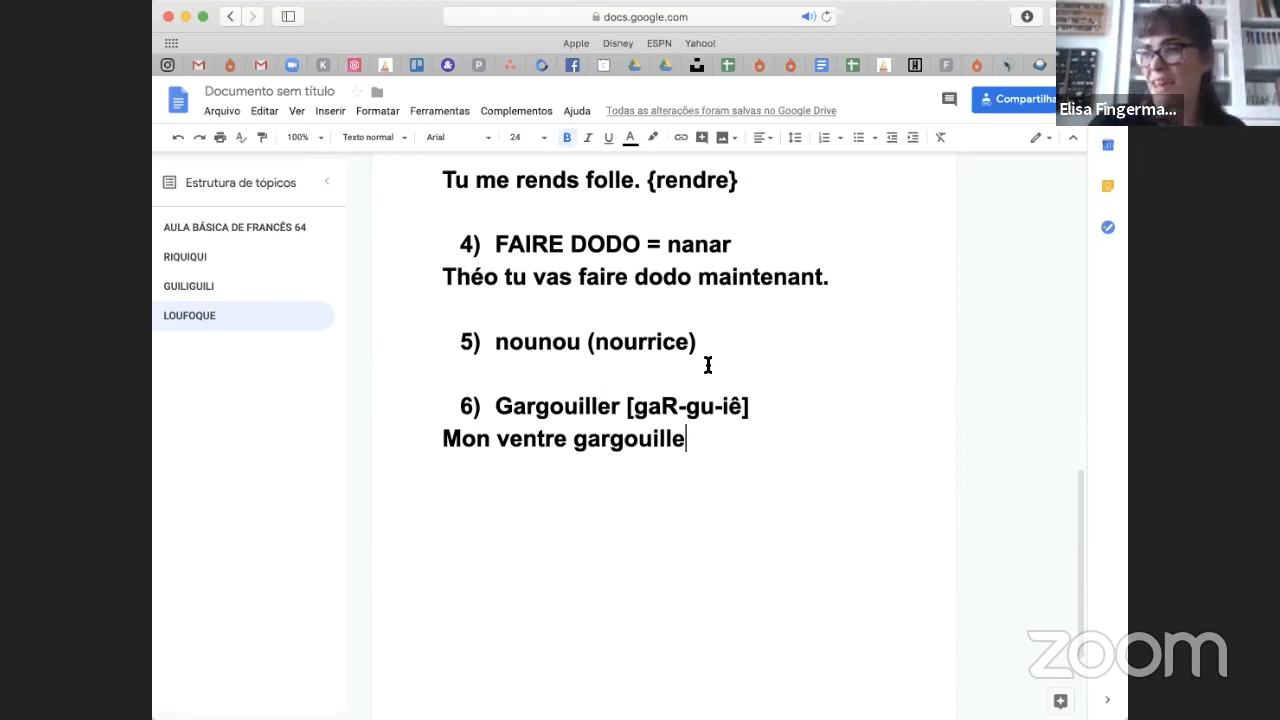 docs.google.com
Apple Disney ESPN Yahoo!
Documento sem título
Arquivo Editar Ver Inserir Formata Ferramentas Complementos Ajuda Todas as alterações foram salvas no Google Drive
Compartilha
Elisa Fingerma...
100% Texto normal Arial 24 B I U A
Estrutura de tópicos
AULA BÁSICA DE FRANCÊS 64
RIQUIQUI
GUILIGUILI
LOUFOQUE
Tu me rends folle. {rendre}
4) FAIRE DODO = nanar
Théo tu vas faire dodo maintenant.
5) nounou (nourrice)
6) Gargouiller [gaR-gu-iê]
Mon ventre gargouille
zoom